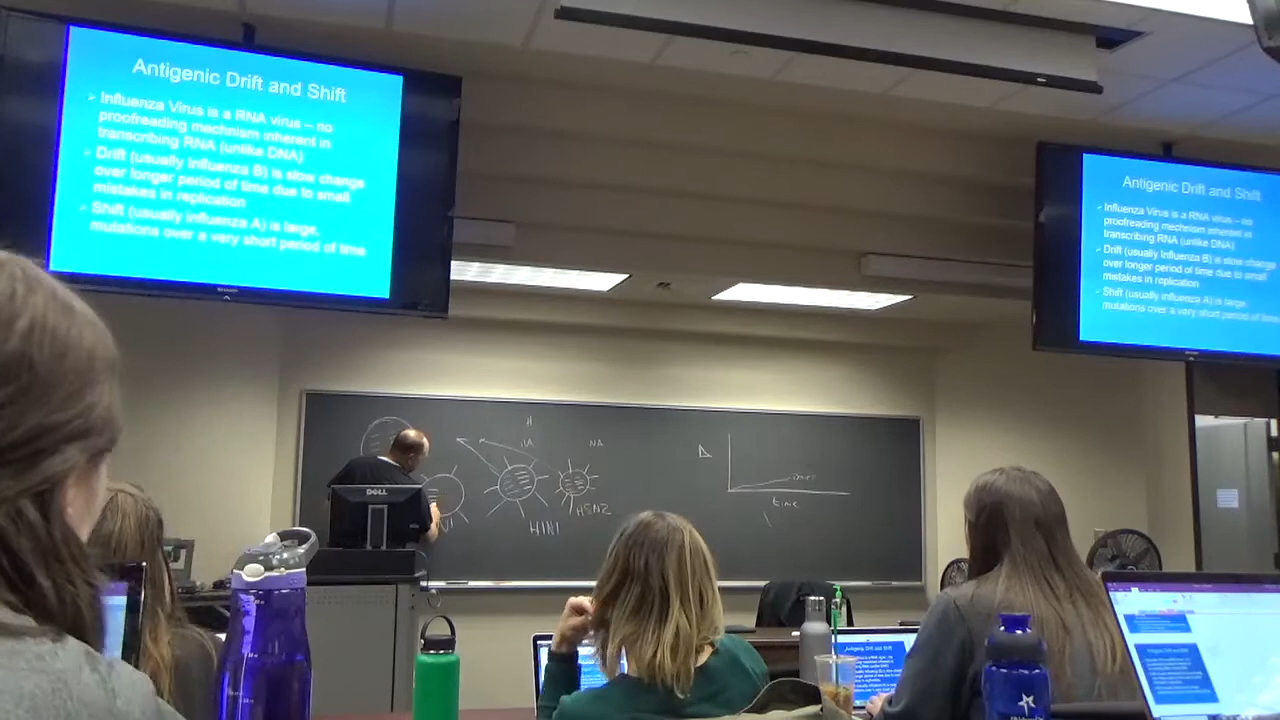 Antigenic Drift and Shift
Influenza Virus is a RNA virus – no
proofreading mechnism inherent in
transcribing RNA (unlike DNA)
Drift (usually Influenza B) is slow change
over longer period of time due to small
mistakes in replication
Shift (usually influenza A) is large,
mutations over a very short period of time
Antigenic Drift and Shift
Influenza Virus is a RNA virus – no
proofreading mechnism inherent in
transcribing RNA (unlike DNA)
Drift (usually Influenza B) is slow change
over longer period of time due to small
mistakes in replication
Shift (usually influenza A) is large,
mutations over a very short period of time
H
HA
NA
H1N1
H5N2
Drift
time
DELL